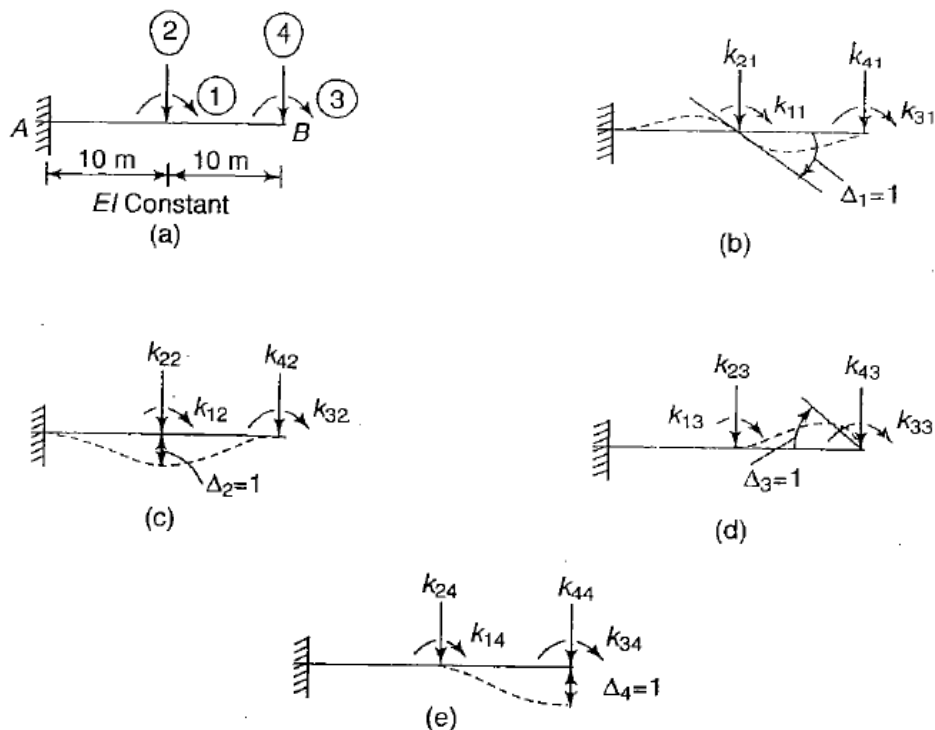 ② ④
① ③
A B
10 m 10 m
EI Constant
(a)
k21 k41
k11 k31
Δ1=1
(b)
k22 k42
k12 k32
Δ2=1
(c)
k23 k43
k13 k33
Δ3=1
(d)
k24 k44
k14 k34
Δ4=1
(e)